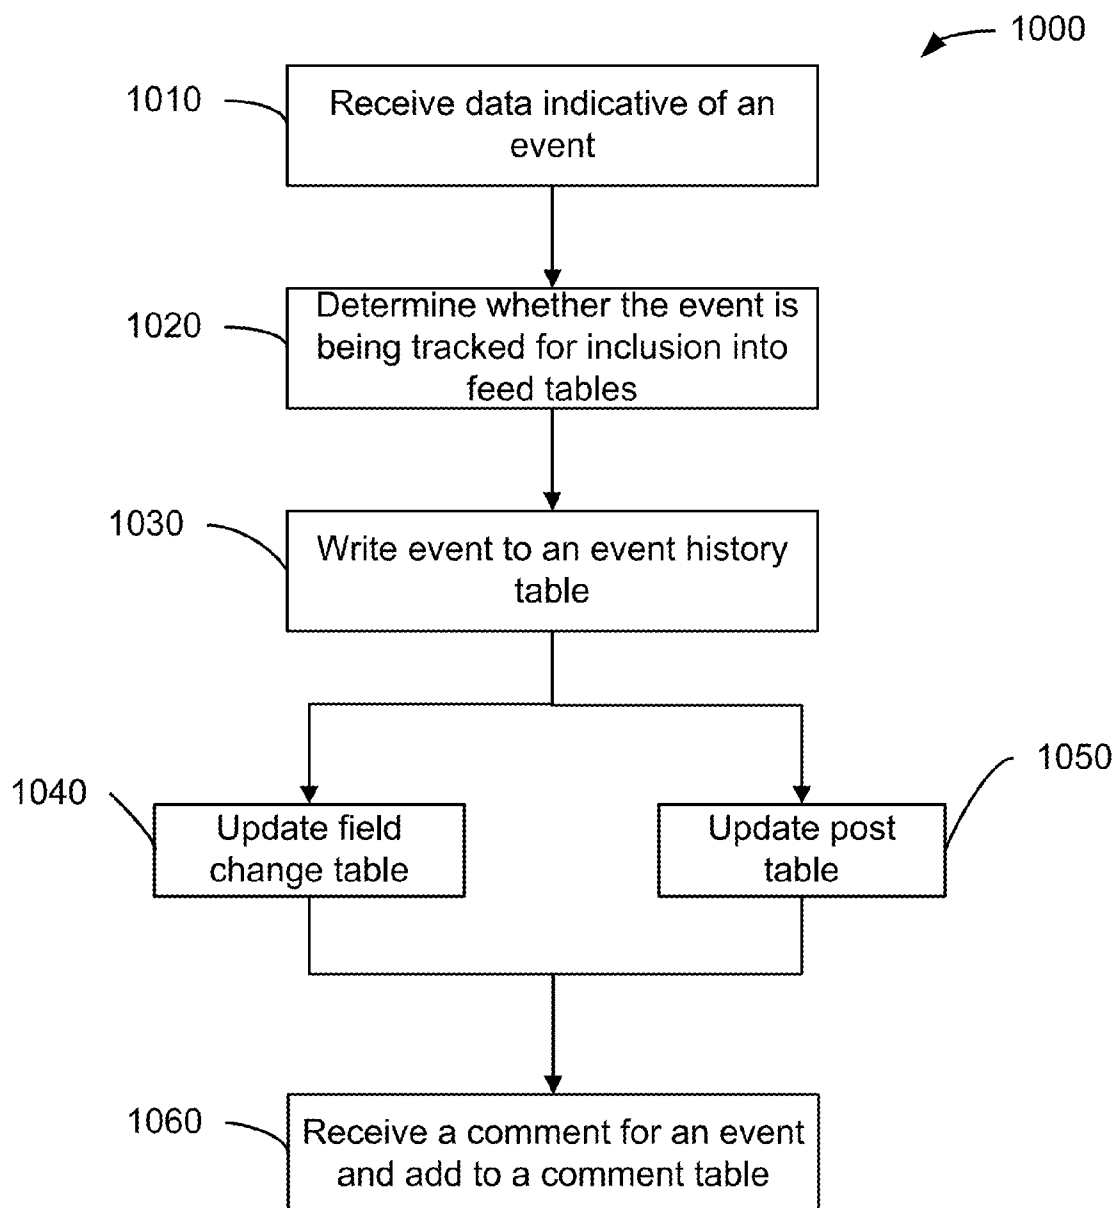 1000
1010
Receive data indicative of an
event
1020
Determine whether the event is
being tracked for inclusion into
feed tables
1030
Write event to an event history
table
1040
Update field
change table
1050
Update post
table
1060
Receive a comment for an event
and add to a comment table